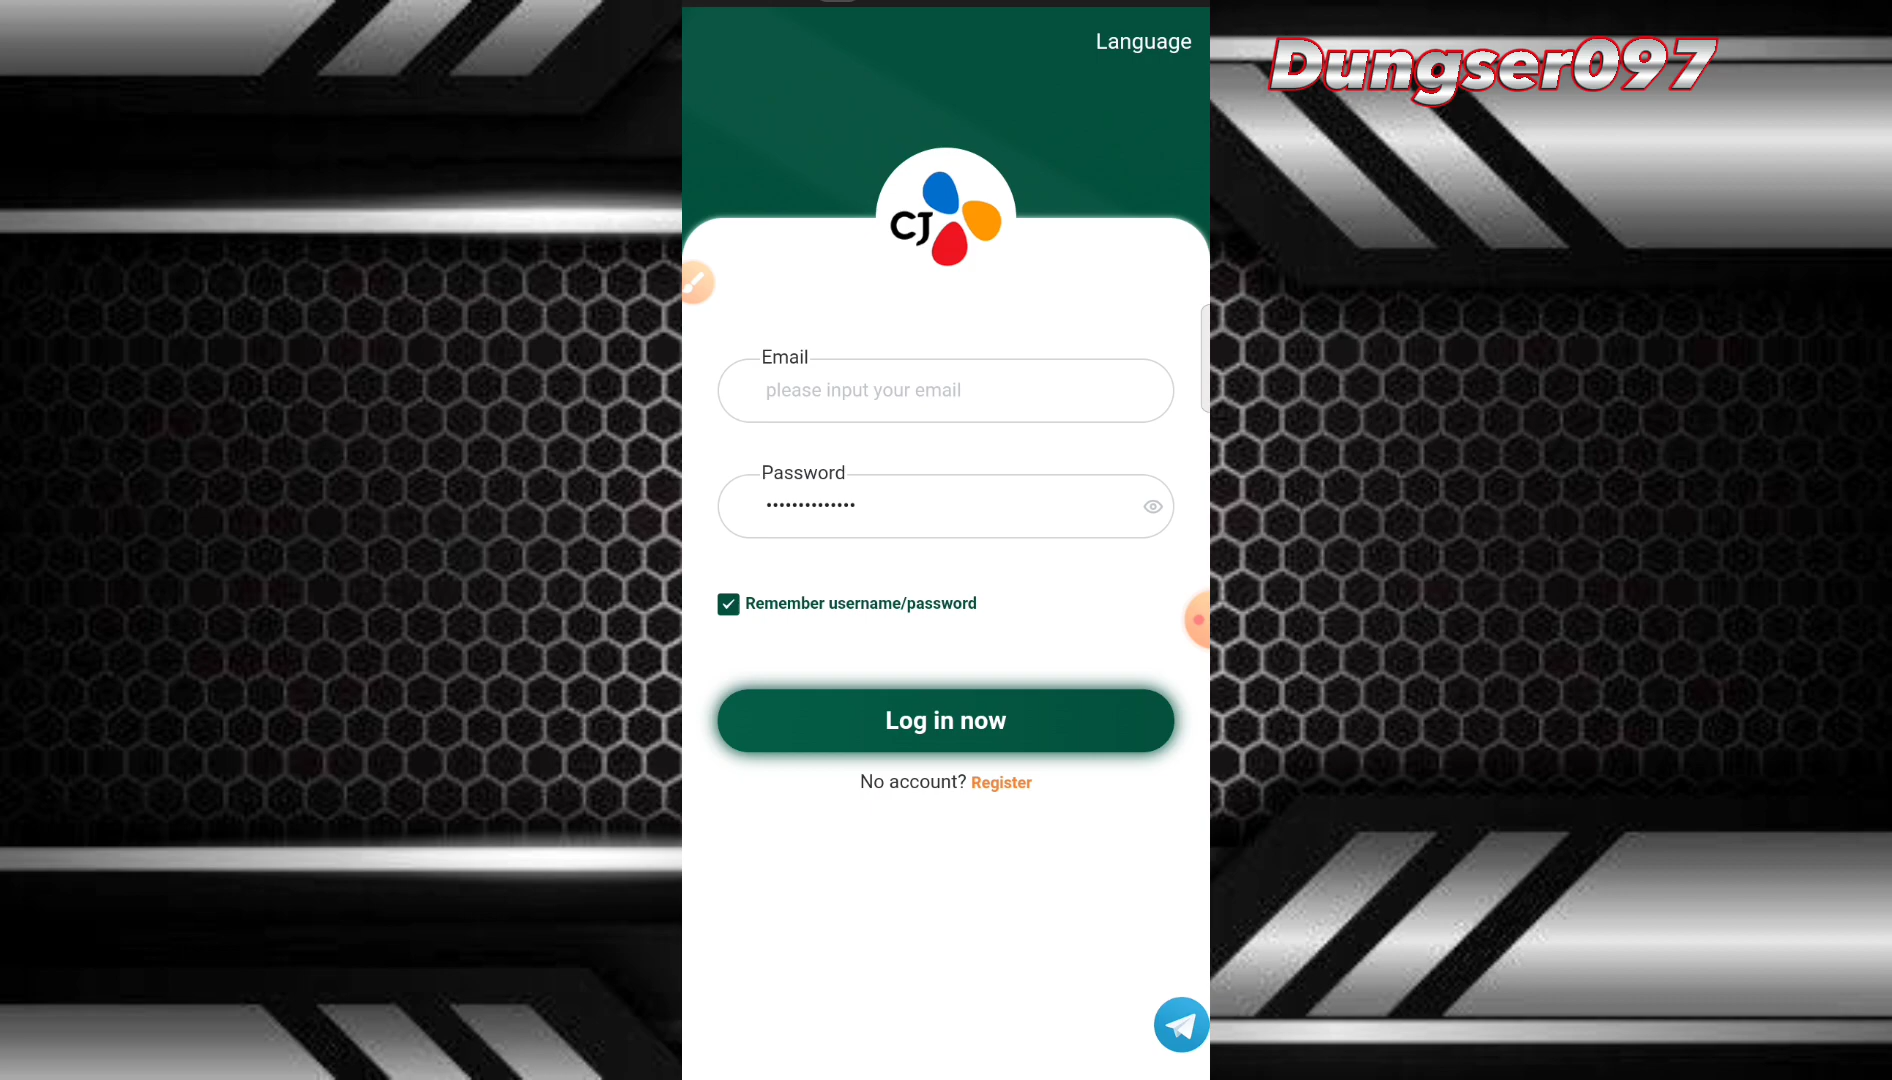 Language
Dungser097
CJ
Email
please input your email
Password
••••••••••••••
Remember username/password
Log in now
No account? Register